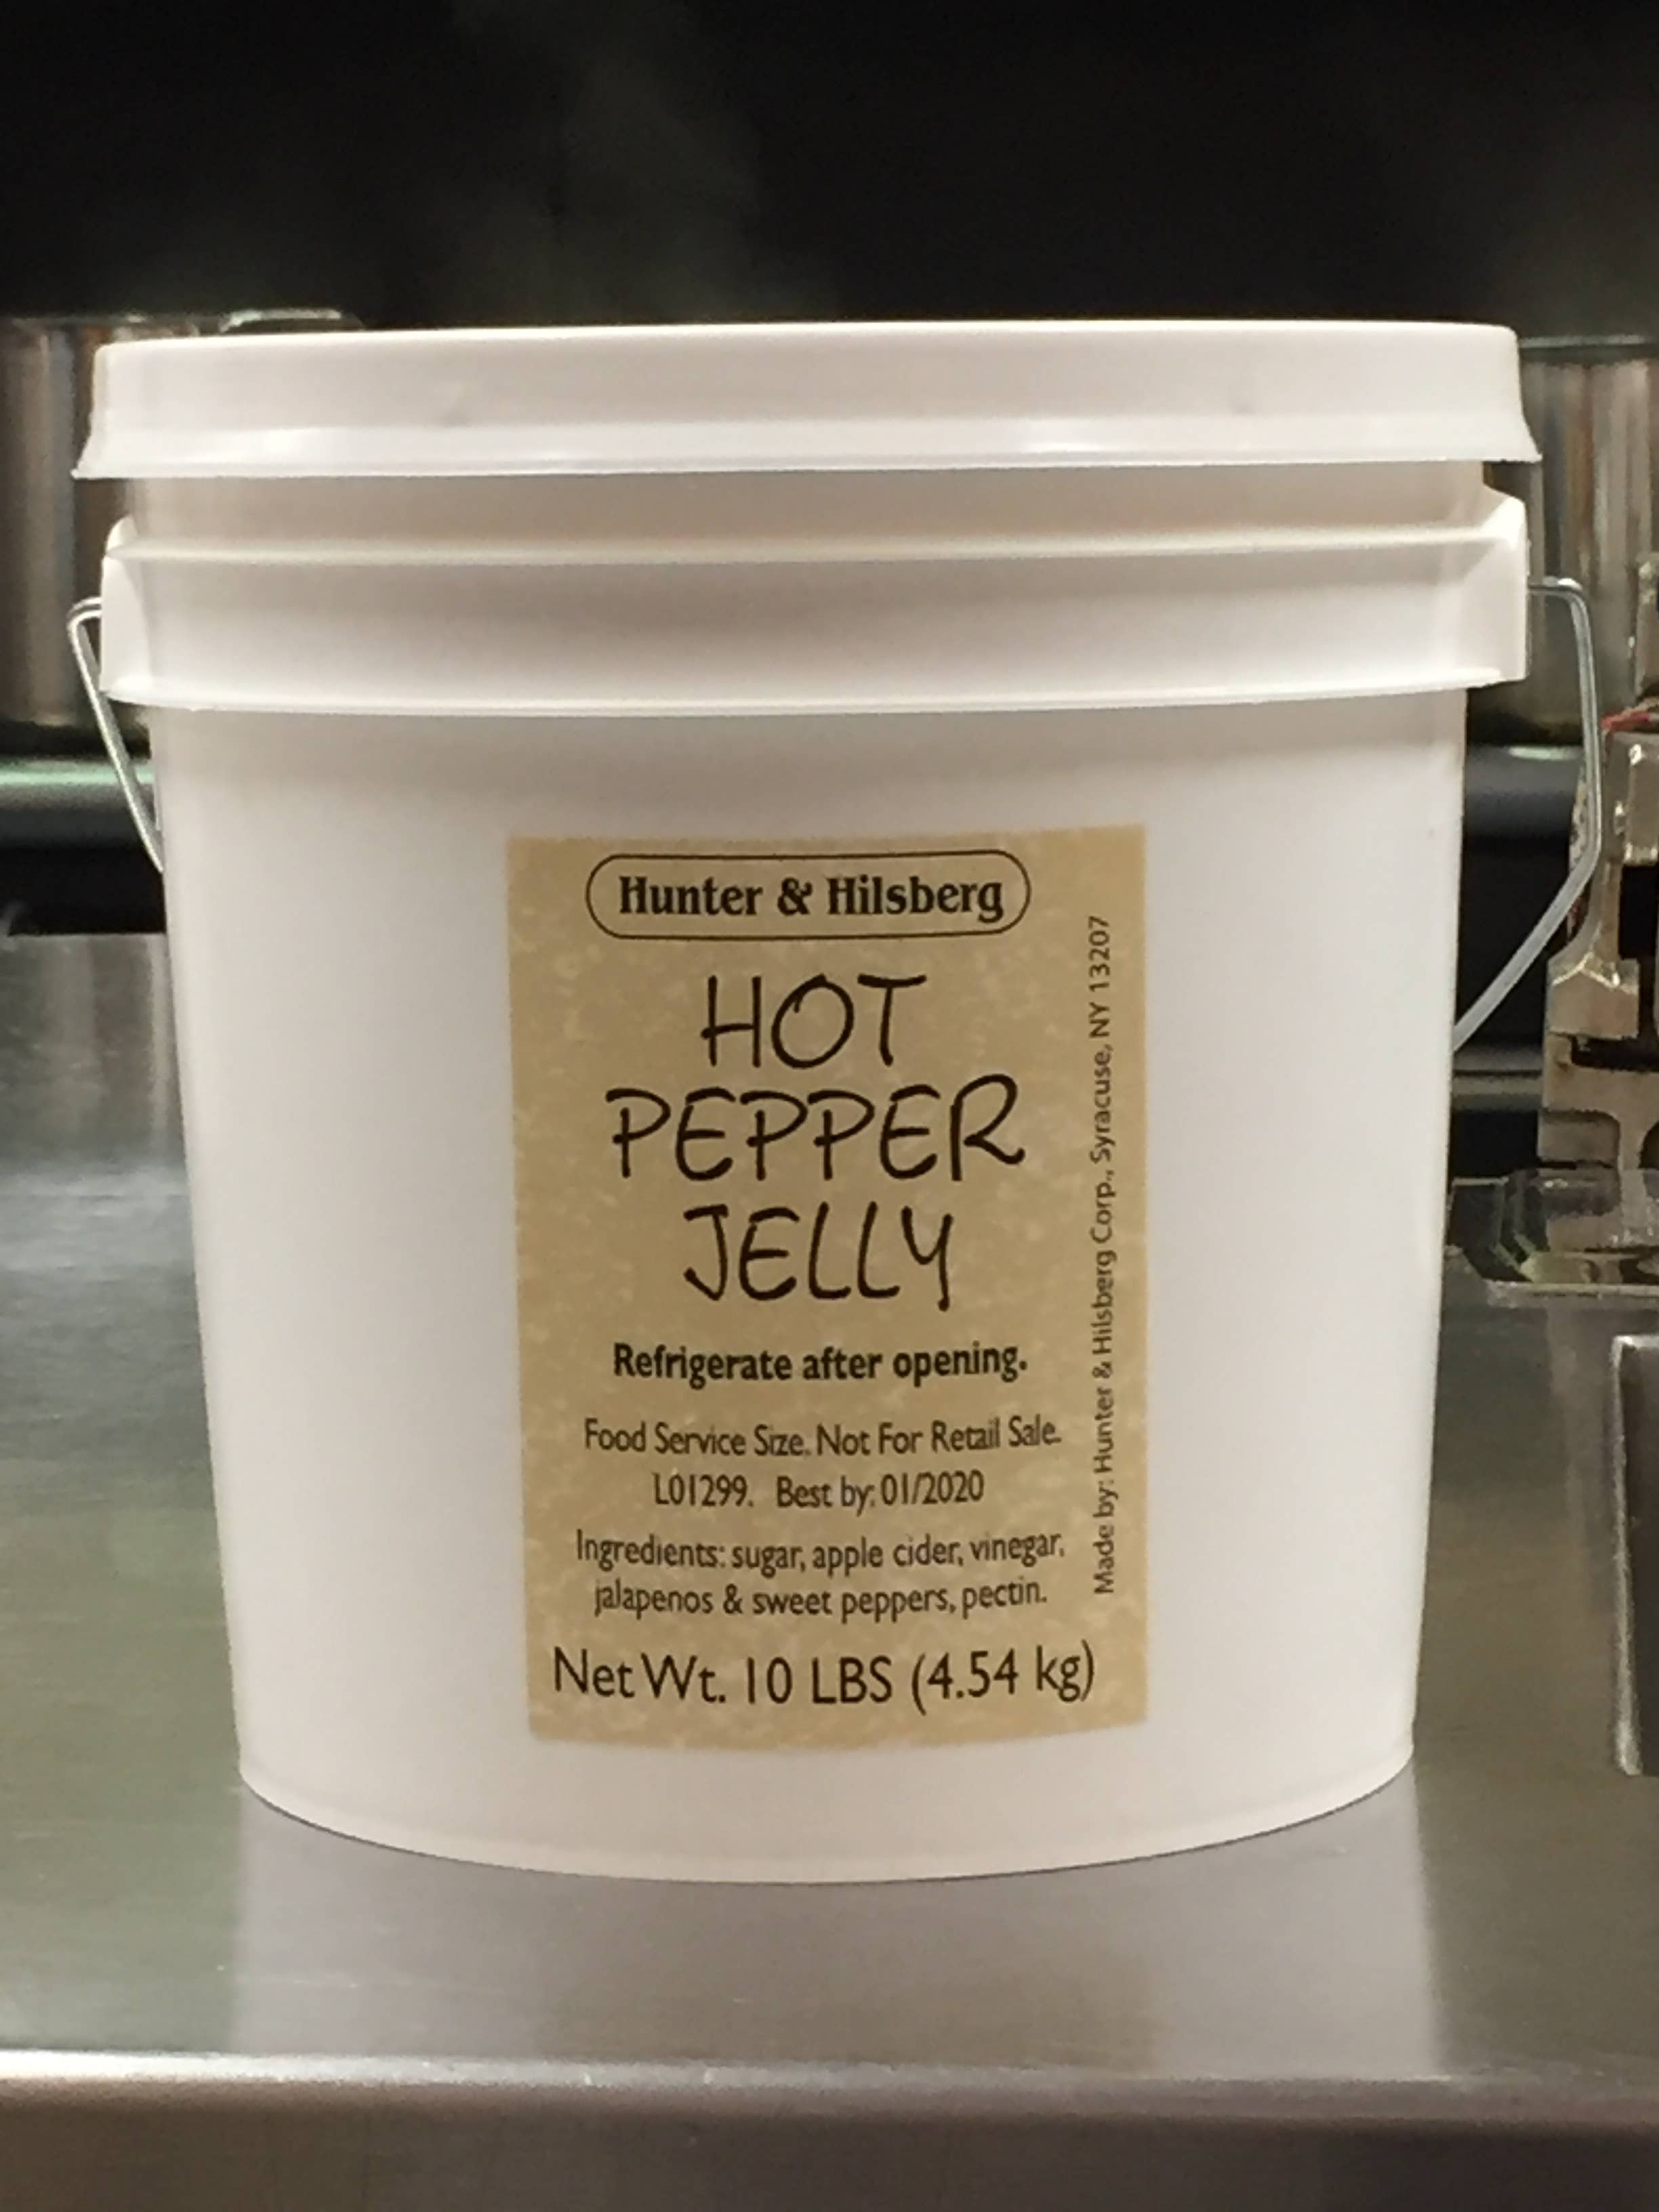 Hunter & Hilsberg
HOT
PEPPER
JELLY
Refrigerate after opening.
Food Service Size. Not For Retail Sale.
L01299. Best by: 01/2020
Ingredients: sugar, apple cider, vinegar,
jalapenos & sweet peppers, pectin.
Net Wt. 10 LBS (4.54 kg)
Made by: Hunter & Hilsberg Corp., Syracuse, NY 13207